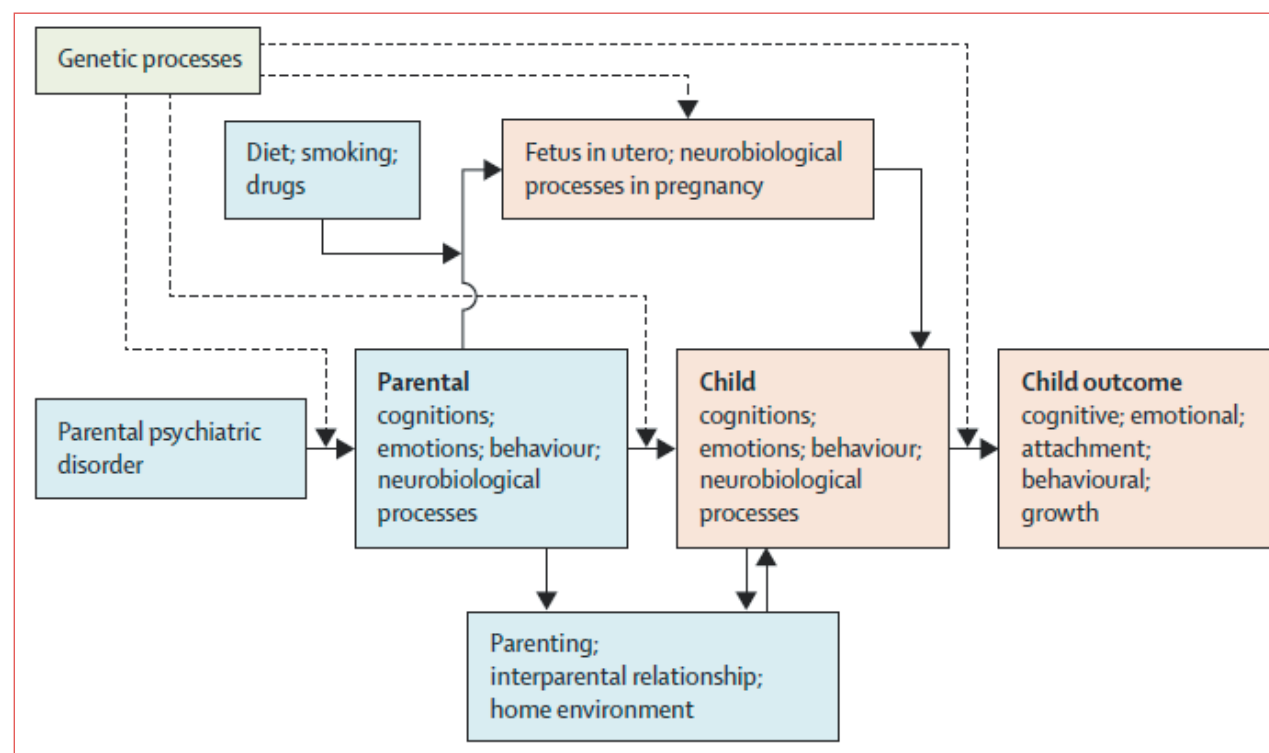 Genetic processes
Diet; smoking;
drugs
Fetus in utero; neurobiological
processes in pregnancy
Parental psychiatric
disorder
Parental
cognitions;
emotions; behaviour;
neurobiological
processes
Child
cognitions;
emotions; behaviour;
neurobiological
processes
Child outcome
cognitive; emotional;
attachment;
behavioural;
growth
Parenting;
interparental relationship;
home environment